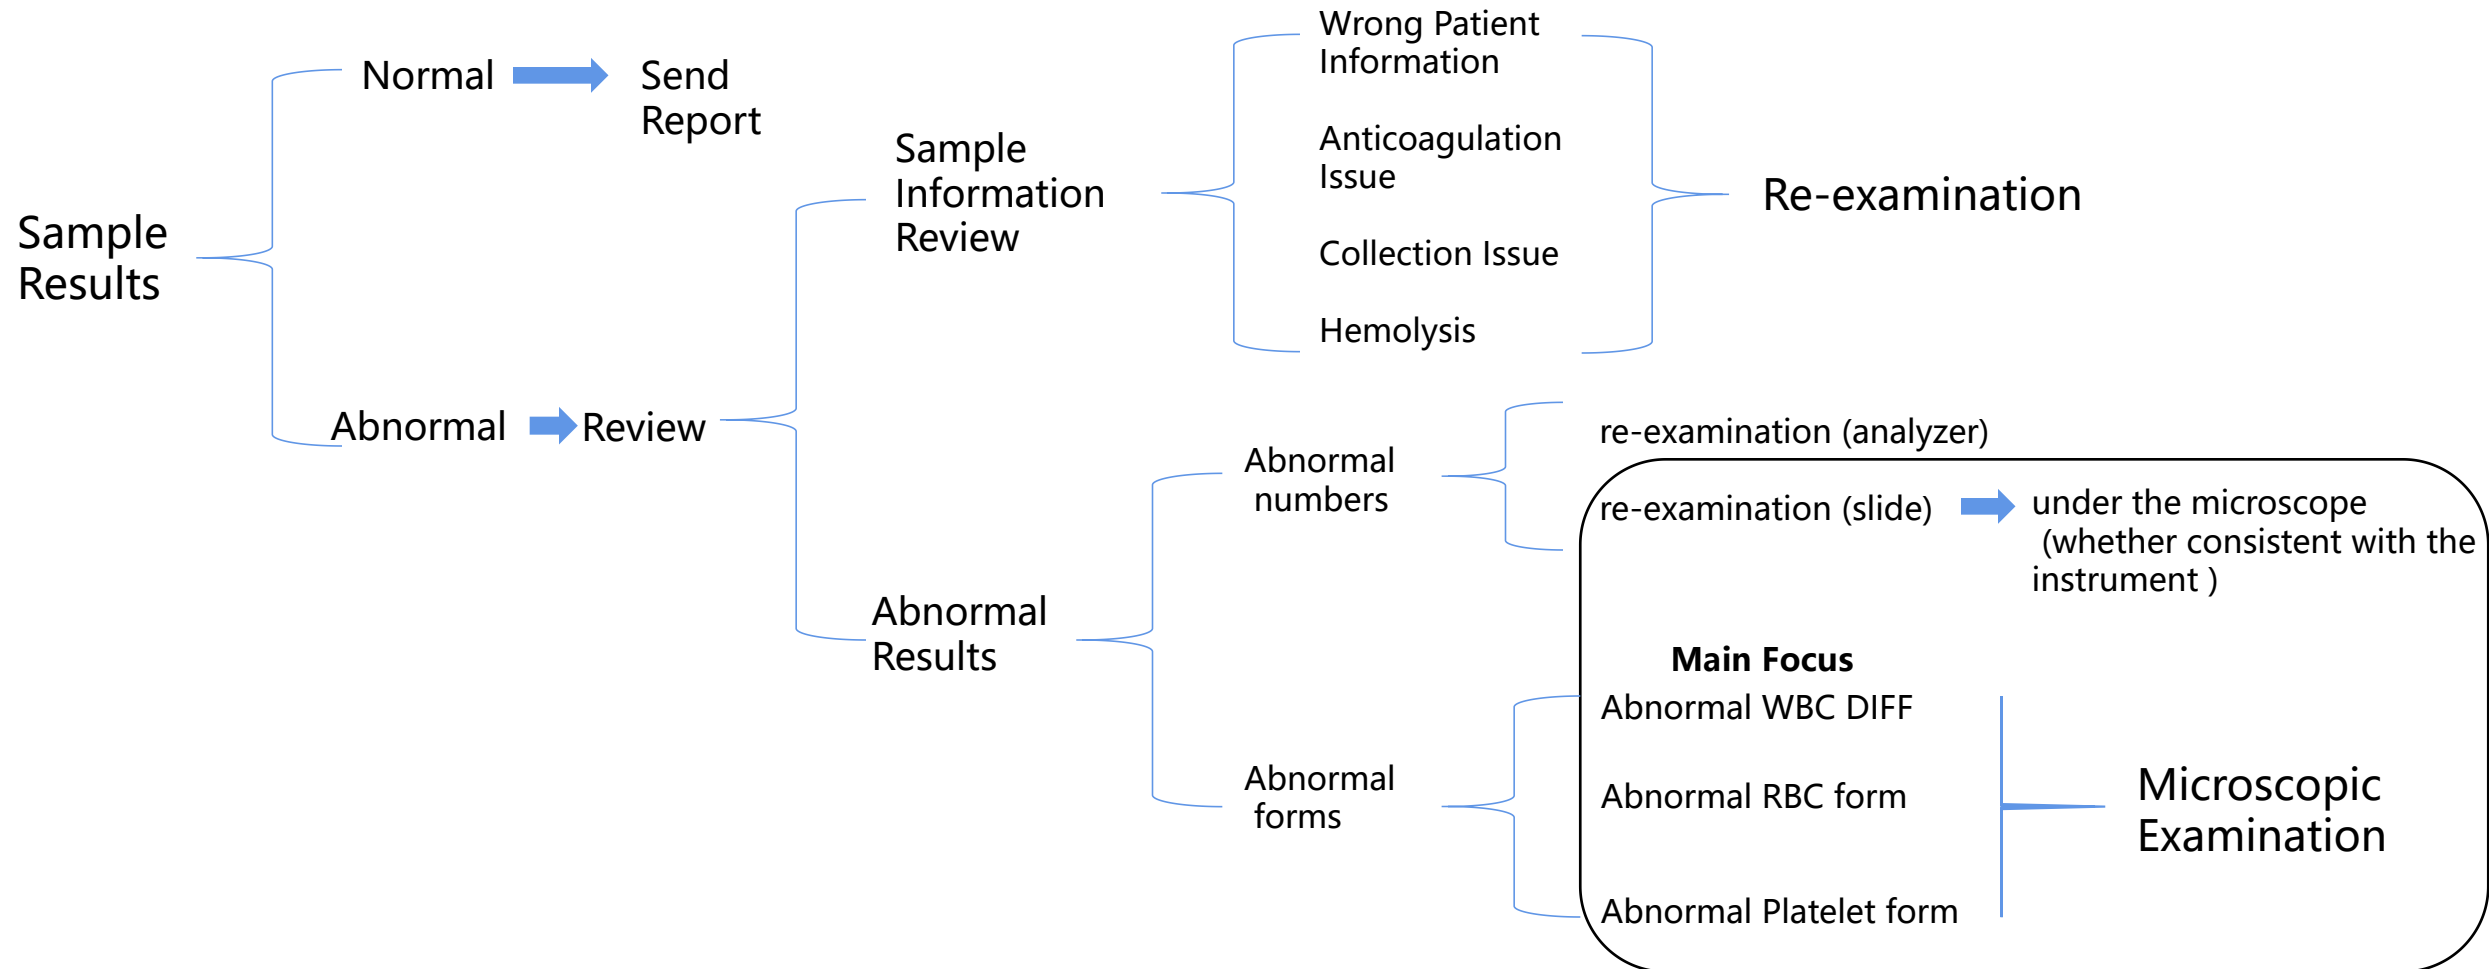 Sample
Results
Normal
Send
Report
Abnormal
Review
Sample
Information
Review
Wrong Patient
Information
Anticoagulation
Issue
Collection Issue
Hemolysis
Re-examination
Abnormal
Results
Abnormal
numbers
re-examination (analyzer)
re-examination (slide)
under the microscope
(whether consistent with the
instrument )
Abnormal
forms
Main Focus
Abnormal WBC DIFF
Abnormal RBC form
Abnormal Platelet form
Microscopic
Examination